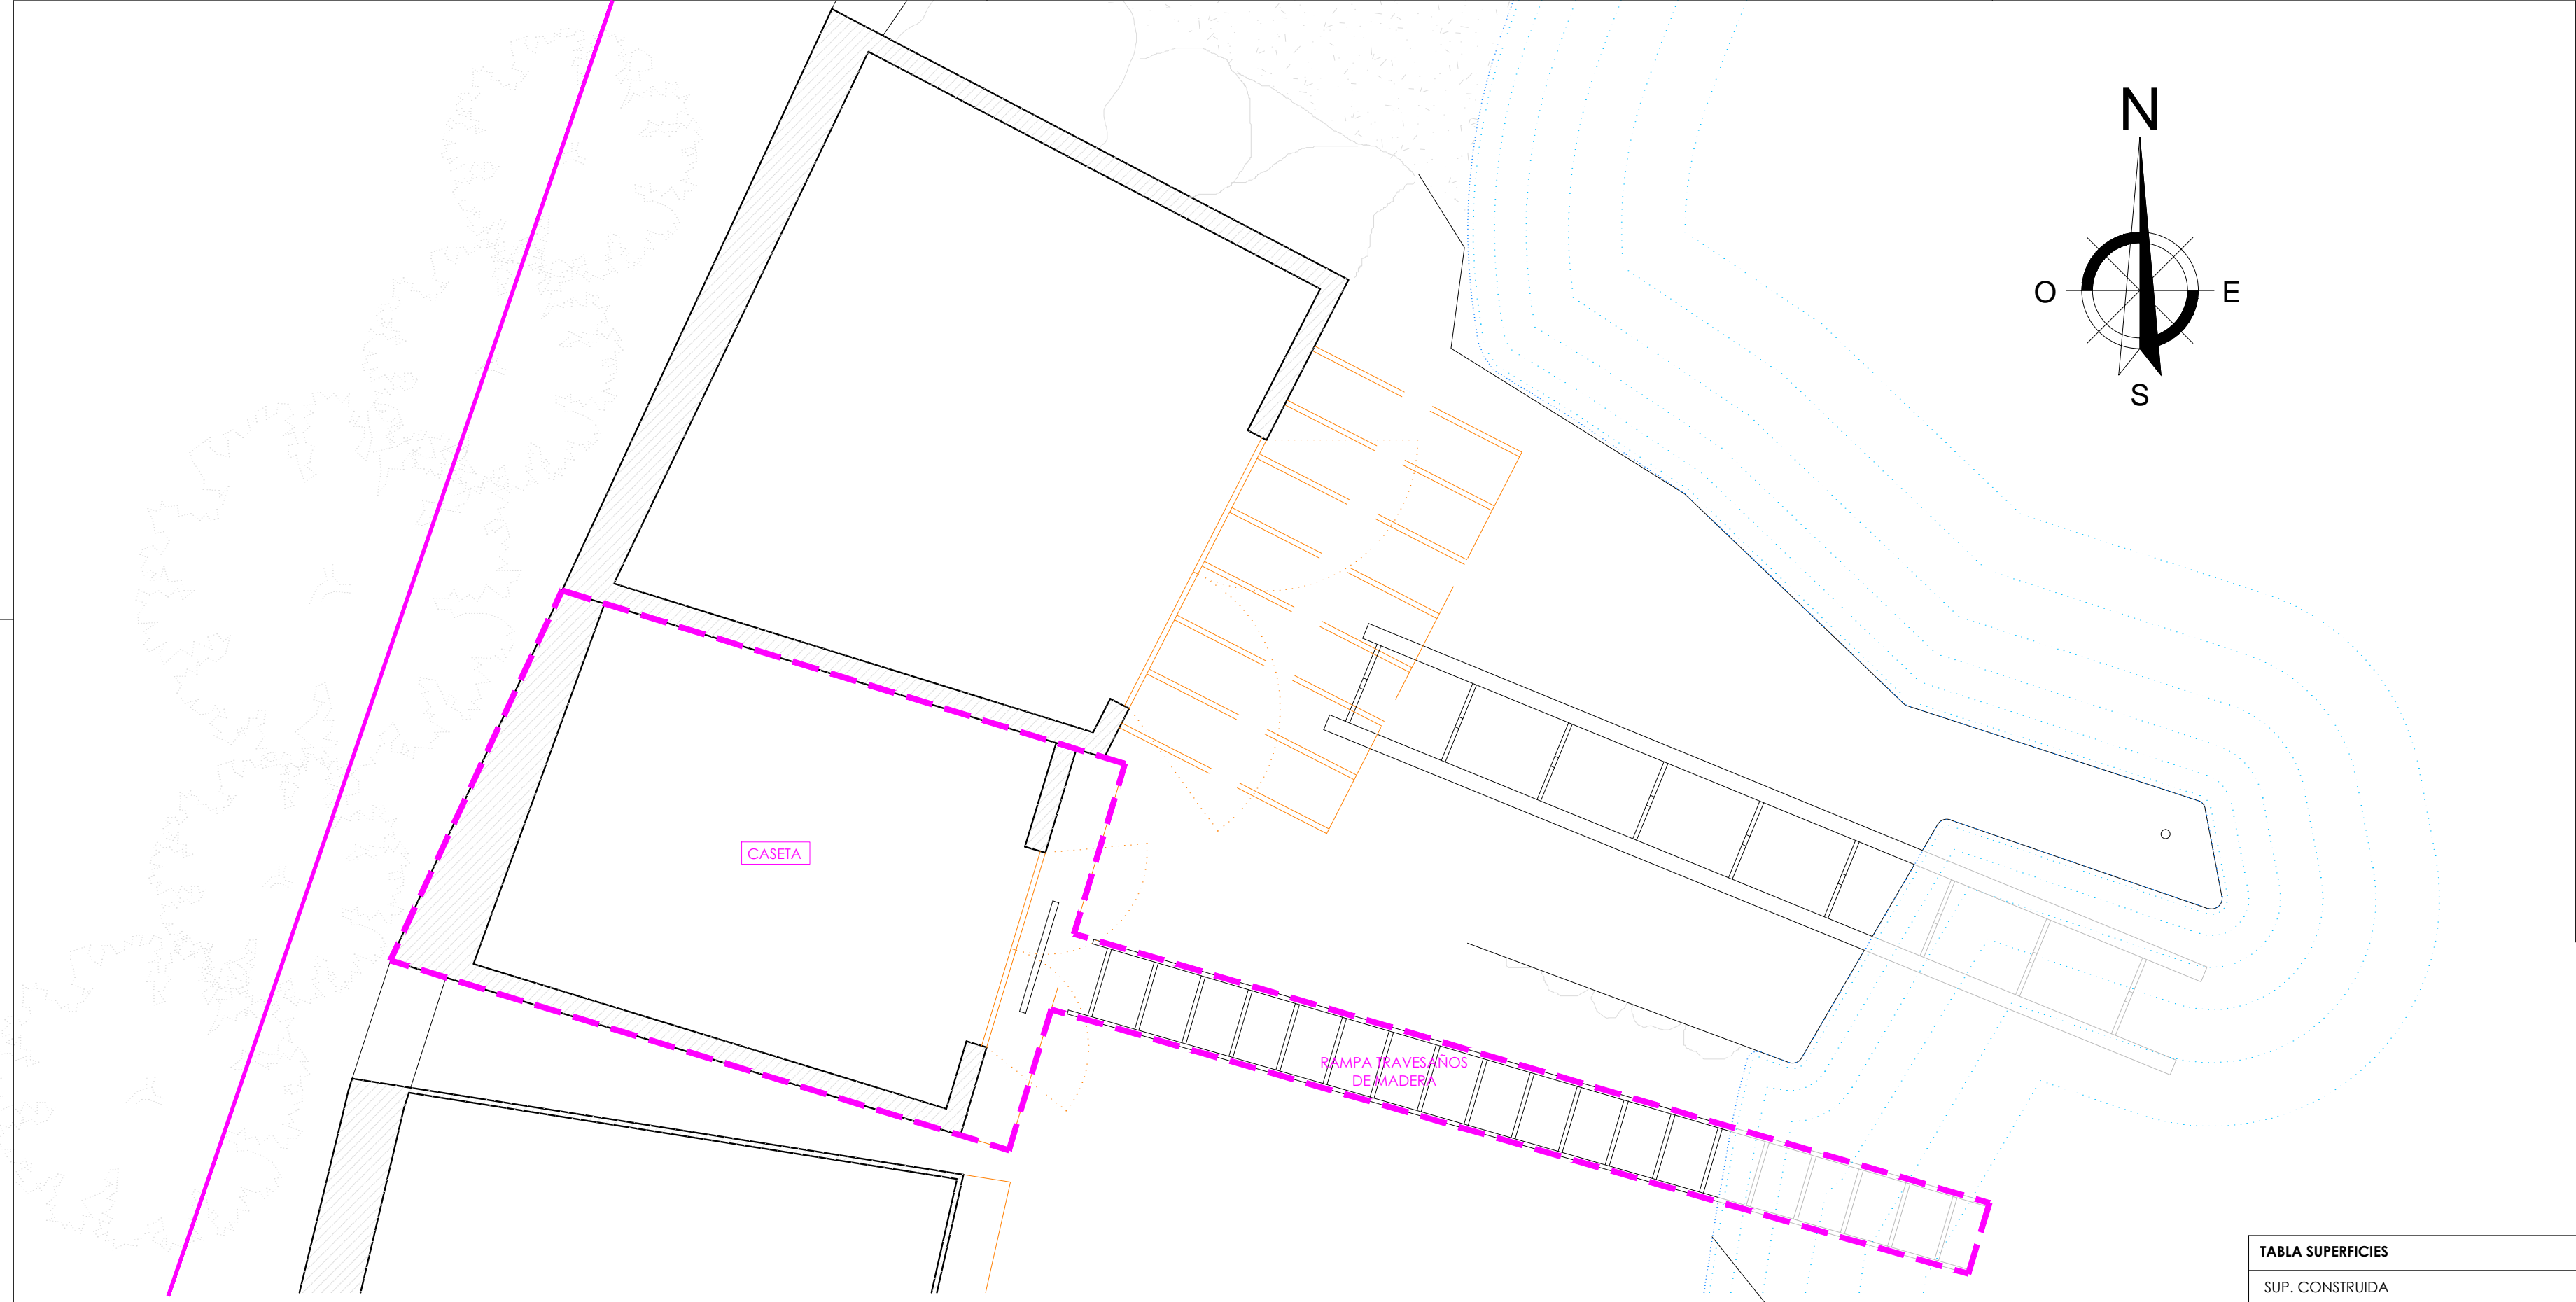 N
O
E
S
CASETA
RAMPA TRAVESAÑOS
DE MADERA
TABLA SUPERFICIES
SUP. CONSTRUIDA